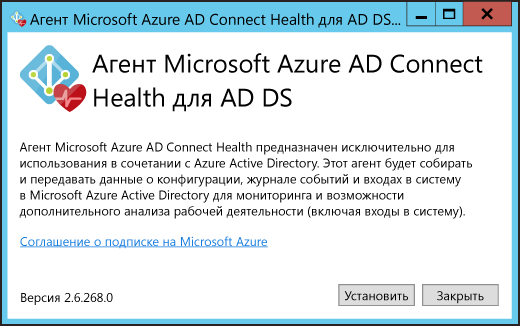 Агент Microsoft Azure AD Connect Health для AD DS...
Агент Microsoft Azure AD Connect
Health для AD DS
Агент Microsoft Azure AD Connect Health предназначен исключительно для
использования в сочетании с Azure Active Directory. Этот агент будет собирать
и передавать данные о конфигурации, журнале событий и входах в систему
в Microsoft Azure Active Directory для мониторинга и возможности
дополнительного анализа рабочей деятельности (включая входы в систему).
Соглашение о подписке на Microsoft Azure
Версия 2.6.268.0
Установить
Закрыть